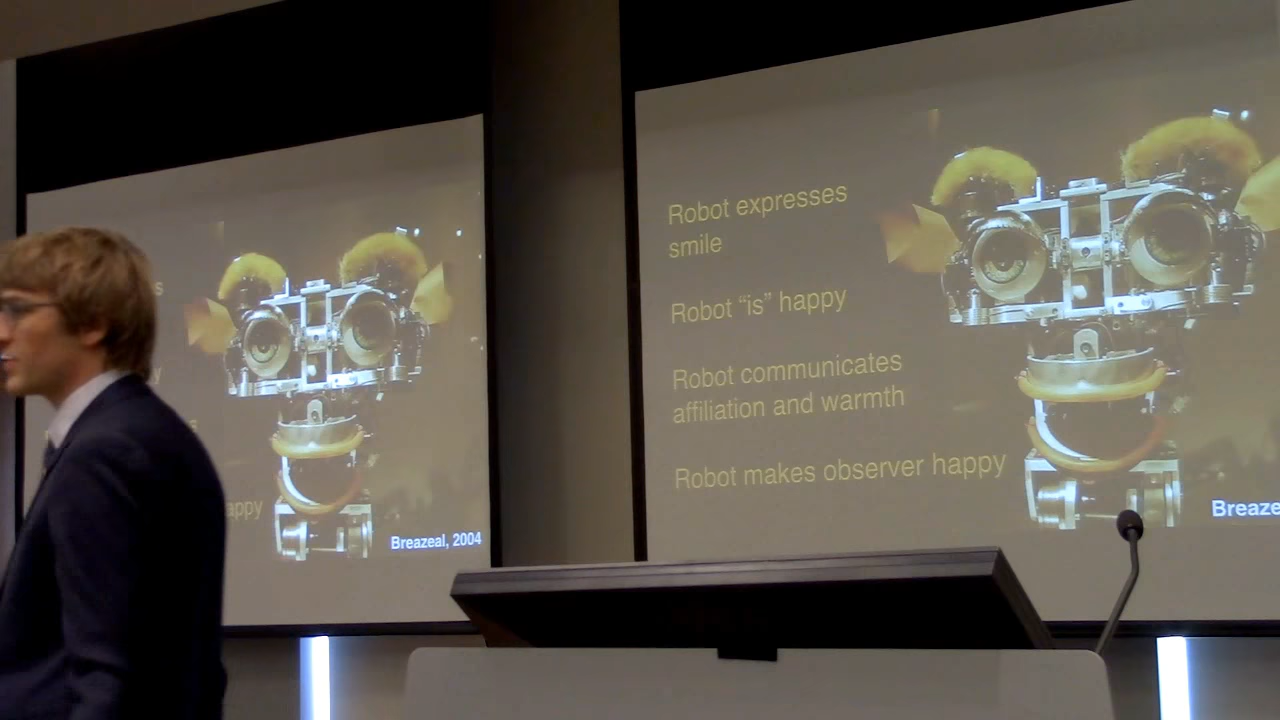 s
y
s
appy
Breazeal, 2004
Robot expresses
smile
Robot “is” happy
Robot communicates
affiliation and warmth
Robot makes observer happy
Breaze